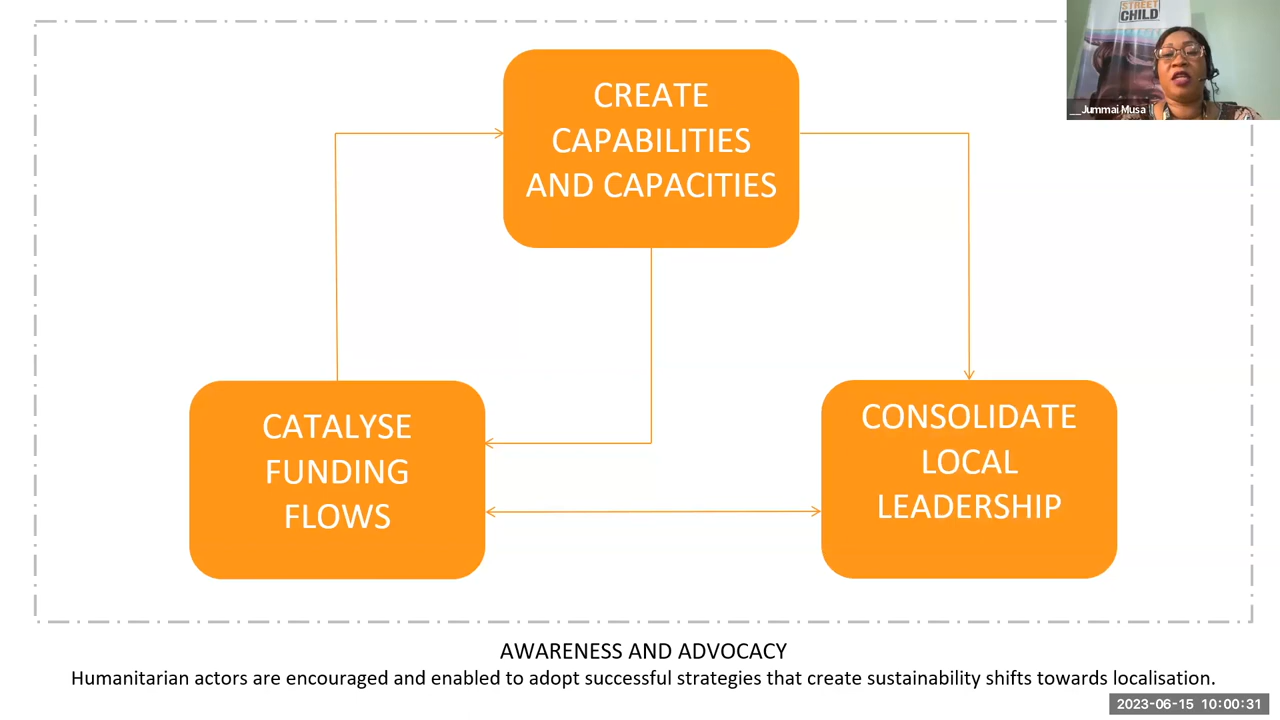 STREET
CHILD
__Jummai Musa
CREATE
CAPABILITIES
AND CAPACITIES
CATALYSE
FUNDING
FLOWS
CONSOLIDATE
LOCAL
LEADERSHIP
AWARENESS AND ADVOCACY
Humanitarian actors are encouraged and enabled to adopt successful strategies that create sustainability shifts towards localisation.
2023-06-15 10:00:31